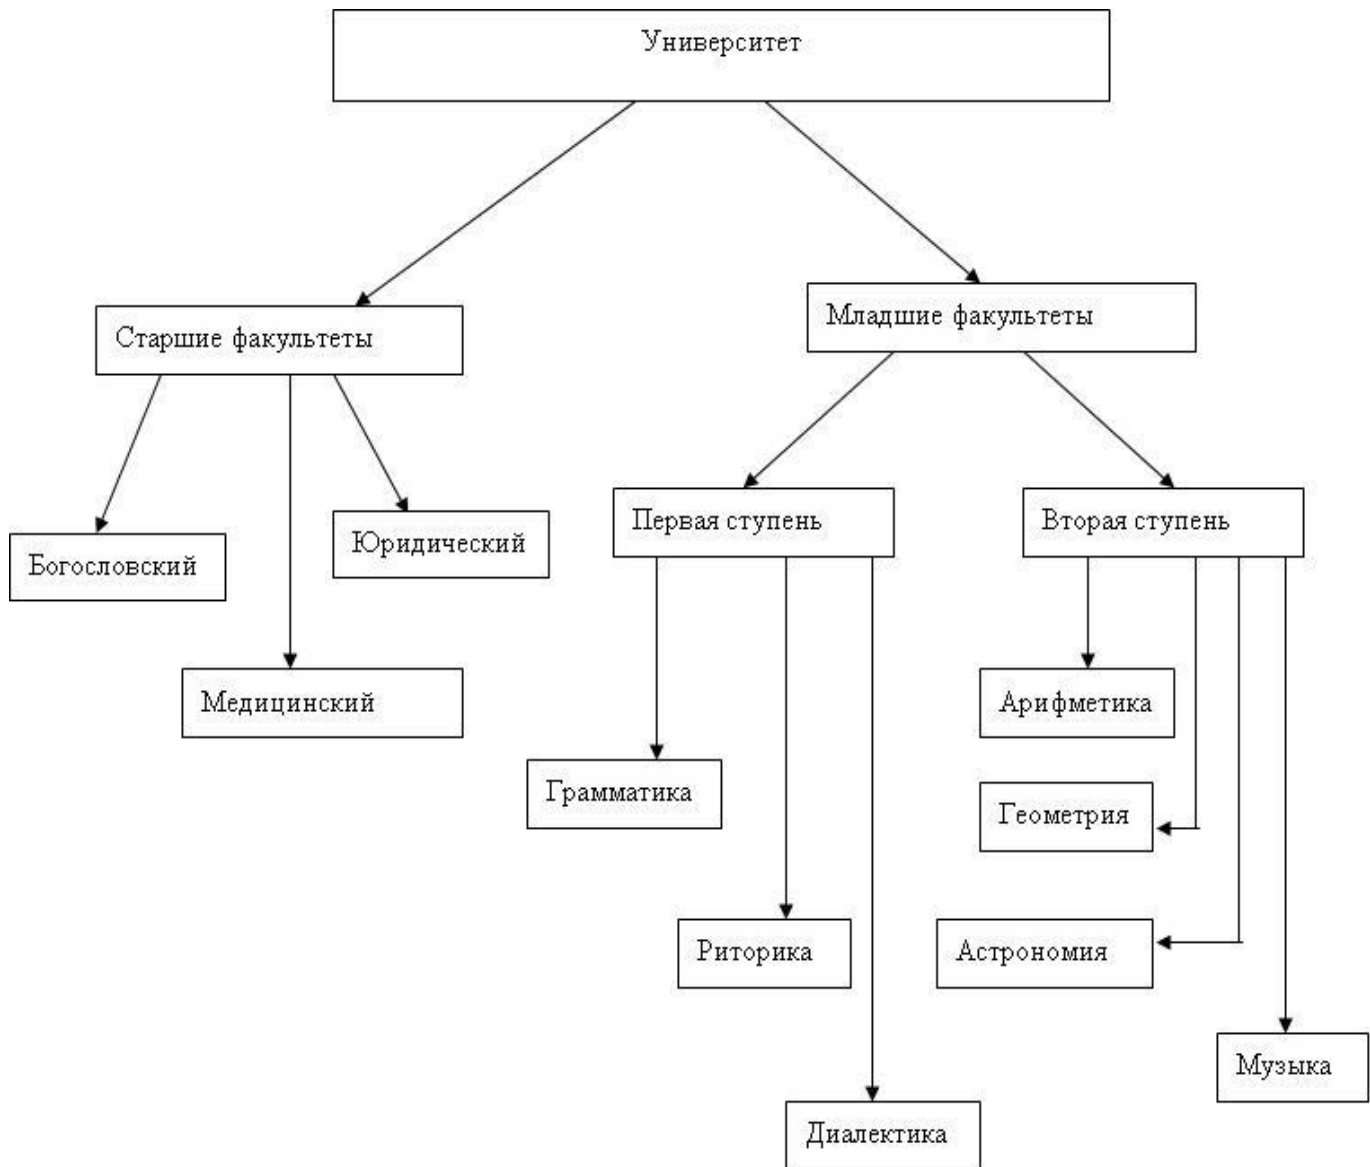 Университет
Старшие факультеты
Младшие факультеты
Богословский
Юридический
Медицинский
Первая ступень
Вторая ступень
Грамматика
Риторика
Диалектика
Арифметика
Геометрия
Астрономия
Музыка